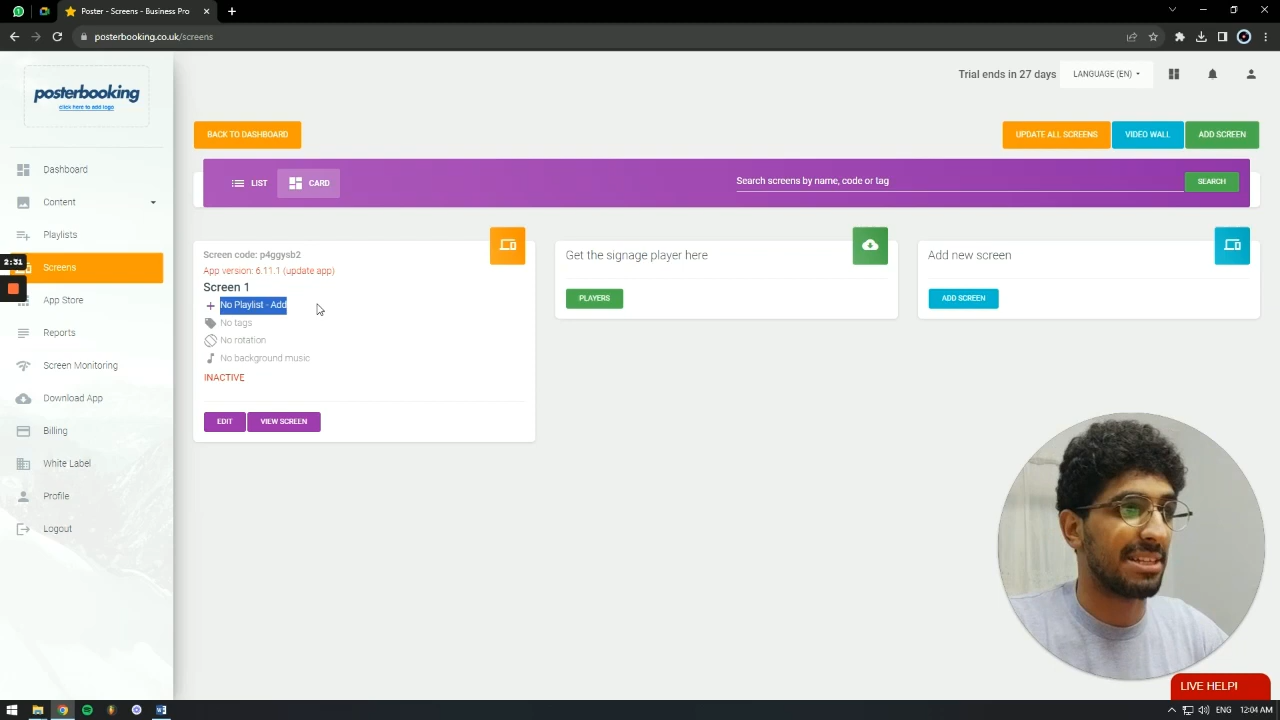 Poster - Screens - Business Pro
posterbooking.co.uk/screens
posterbooking
click here to add logo
Trial ends in 27 days
LANGUAGE (EN)
BACK TO DASHBOARD
UPDATE ALL SCREENS
VIDEO WALL
ADD SCREEN
LIST
CARD
Search screens by name, code or tag
SEARCH
Dashboard
Content
Playlists
2:31
Screens
App Store
Reports
Screen Monitoring
Download App
Billing
White Label
Profile
Logout
Screen code: p4ggysb2
App version: 6.11.1 (update app)
Screen 1
No Playlist - Add
No tags
No rotation
No background music
INACTIVE
EDIT
VIEW SCREEN
Get the signage player here
PLAYERS
Add new screen
ADD SCREEN
LIVE HELP!
ENG
12:04 AM